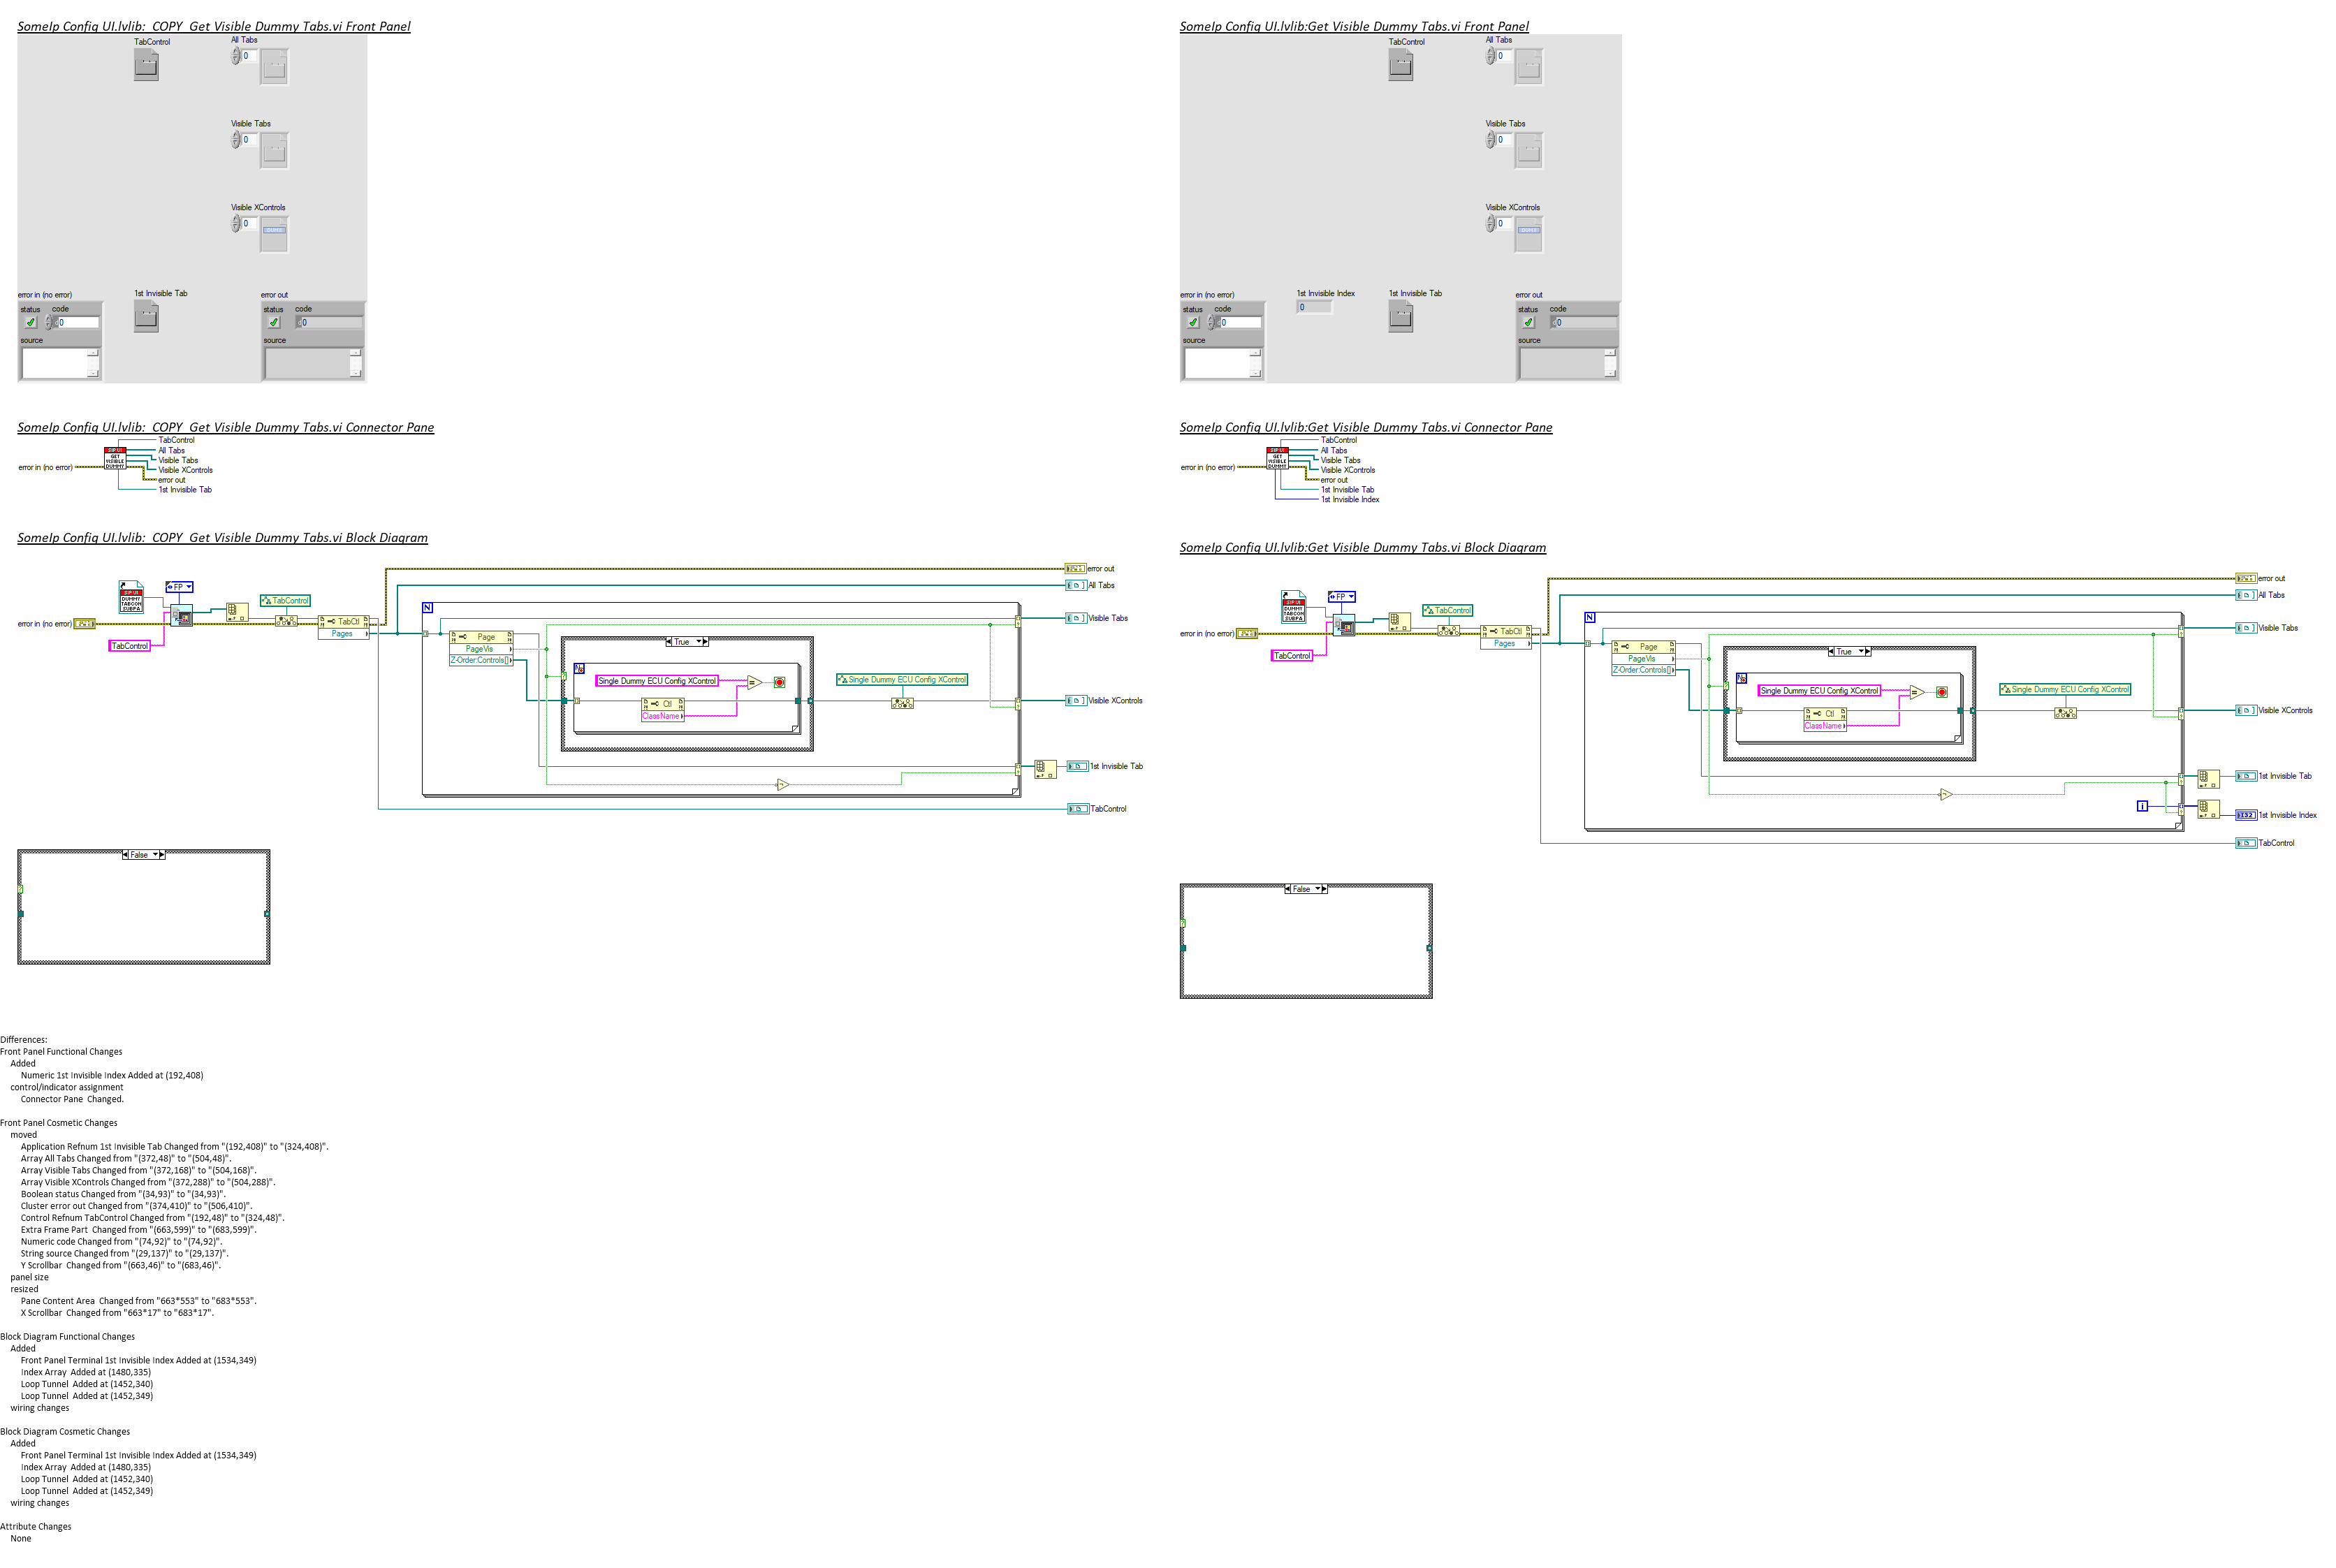 SomeIp Config UI.lvlib:  COPY  Get Visible Dummy Tabs.vi Front Panel
TabControl
All Tabs
0
Visible Tabs
0
Visible XControls
0
error in (no error)
status
code
0
source
1st Invisible Tab
error out
status
code
0
source
SomeIp Config UI.lvlib:  COPY  Get Visible Dummy Tabs.vi Connector Pane
error in (no error)
SIP UI
GET
VISIBLE
DUMMY
TabControl
All Tabs
Visible Tabs
Visible XControls
error out
1st Invisible Tab
SomeIp Config UI.lvlib:  COPY  Get Visible Dummy Tabs.vi Block Diagram
error in (no error)
SIP UI
DUMMY
TABCON
SUBPA
FP
TabControl
TabControl
TabCtl
Pages
N
Page
PageVis
Z-Order:Controls[]
True
N
Single Dummy ECU Config XControl
Ctl
ClassName
Single Dummy ECU Config XControl
error out
All Tabs
Visible Tabs
Visible XControls
1st Invisible Tab
TabControl
False
SomeIp Config UI.lvlib:Get Visible Dummy Tabs.vi Front Panel
TabControl
All Tabs
0
Visible Tabs
0
Visible XControls
0
error in (no error)
status
code
0
source
1st Invisible Index
0
1st Invisible Tab
error out
status
code
0
source
SomeIp Config UI.lvlib:Get Visible Dummy Tabs.vi Connector Pane
error in (no error)
SIP UI
GET
VISIBLE
DUMMY
TabControl
All Tabs
Visible Tabs
Visible XControls
error out
1st Invisible Tab
1st Invisible Index
SomeIp Config UI.lvlib:Get Visible Dummy Tabs.vi Block Diagram
error in (no error)
SIP UI
DUMMY
TABCON
SUBPA
FP
TabControl
TabControl
TabCtl
Pages
N
Page
PageVis
Z-Order:Controls[]
True
N
Single Dummy ECU Config XControl
Ctl
ClassName
Single Dummy ECU Config XControl
i
error out
All Tabs
Visible Tabs
Visible XControls
1st Invisible Tab
I32
1st Invisible Index
TabControl
False
Differences:
Front Panel Functional Changes
Added
Numeric 1st Invisible Index Added at (192,408)
control/indicator assignment
Connector Pane  Changed.
Front Panel Cosmetic Changes
moved
Application Refnum 1st Invisible Tab Changed from "(192,408)" to "(324,408)".
Array All Tabs Changed from "(372,48)" to "(504,48)".
Array Visible Tabs Changed from "(372,168)" to "(504,168)".
Array Visible XControls Changed from "(372,288)" to "(504,288)".
Boolean status Changed from "(34,93)" to "(34,93)".
Cluster error out Changed from "(374,410)" to "(506,410)".
Control Refnum TabControl Changed from "(192,48)" to "(324,48)".
Extra Frame Part  Changed from "(663,599)" to "(683,599)".
Numeric code Changed from "(74,92)" to "(74,92)".
String source Changed from "(29,137)" to "(29,137)".
Y Scrollbar  Changed from "(663,46)" to "(683,46)".
panel size
resized
Pane Content Area  Changed from "663*553" to "683*553".
X Scrollbar  Changed from "663*17" to "683*17".
Block Diagram Functional Changes
Added
Front Panel Terminal 1st Invisible Index Added at (1534,349)
Index Array  Added at (1480,335)
Loop Tunnel  Added at (1452,340)
Loop Tunnel  Added at (1452,349)
wiring changes
Block Diagram Cosmetic Changes
Added
Front Panel Terminal 1st Invisible Index Added at (1534,349)
Index Array  Added at (1480,335)
Loop Tunnel  Added at (1452,340)
Loop Tunnel  Added at (1452,349)
wiring changes
Attribute Changes
None